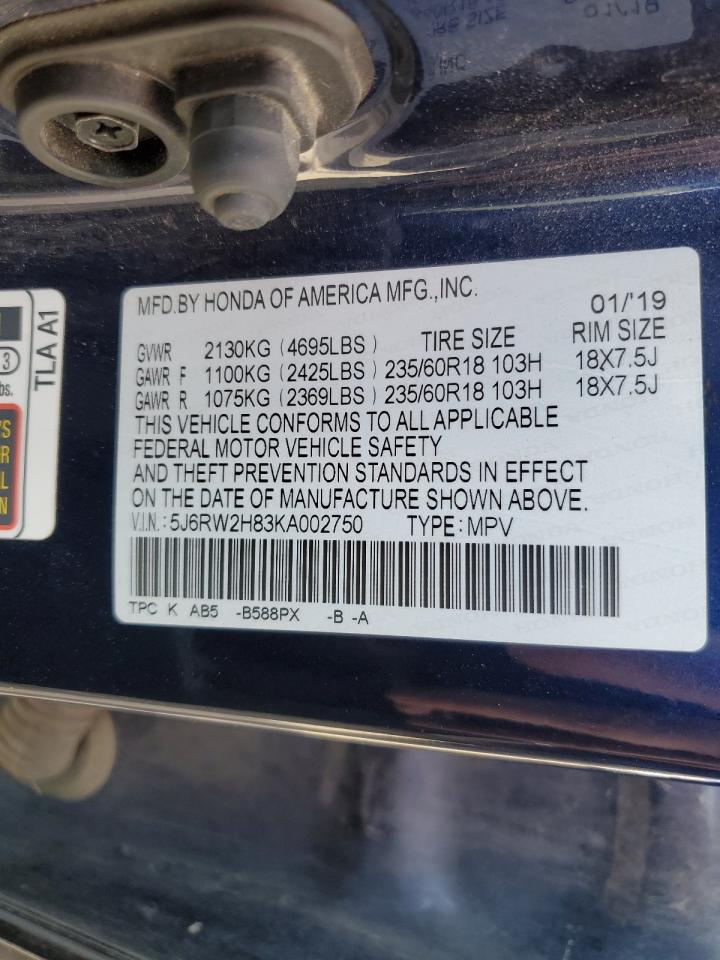 MFD.BY HONDA OF AMERICA MFG.,INC.
01/'19
GVWR 2130KG (4695LBS) TIRE SIZE RIM SIZE
GAWR F 1100KG (2425LBS) 235/60R18 103H 18X7.5J
GAWR R 1075KG (2369LBS) 235/60R18 103H 18X7.5J
THIS VEHICLE CONFORMS TO ALL APPLICABLE
FEDERAL MOTOR VEHICLE SAFETY
AND THEFT PREVENTION STANDARDS IN EFFECT
ON THE DATE OF MANUFACTURE SHOWN ABOVE.
V.I.N.: 5J6RW2H83KA002750 TYPE: MPV
TPC K AB5 -B588PX -B -A
TLA A1
3
bs.